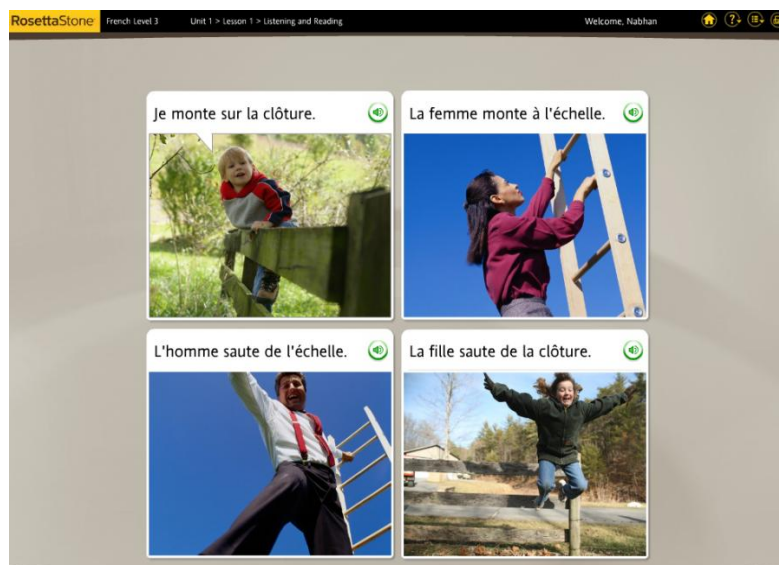 RosettaStone French Level 3 Unit 1 > Lesson 1 > Listening and Reading Welcome, Nabhan
Je monte sur la clôture.
La femme monte à l'échelle.
L'homme saute de l'échelle.
La fille saute de la clôture.